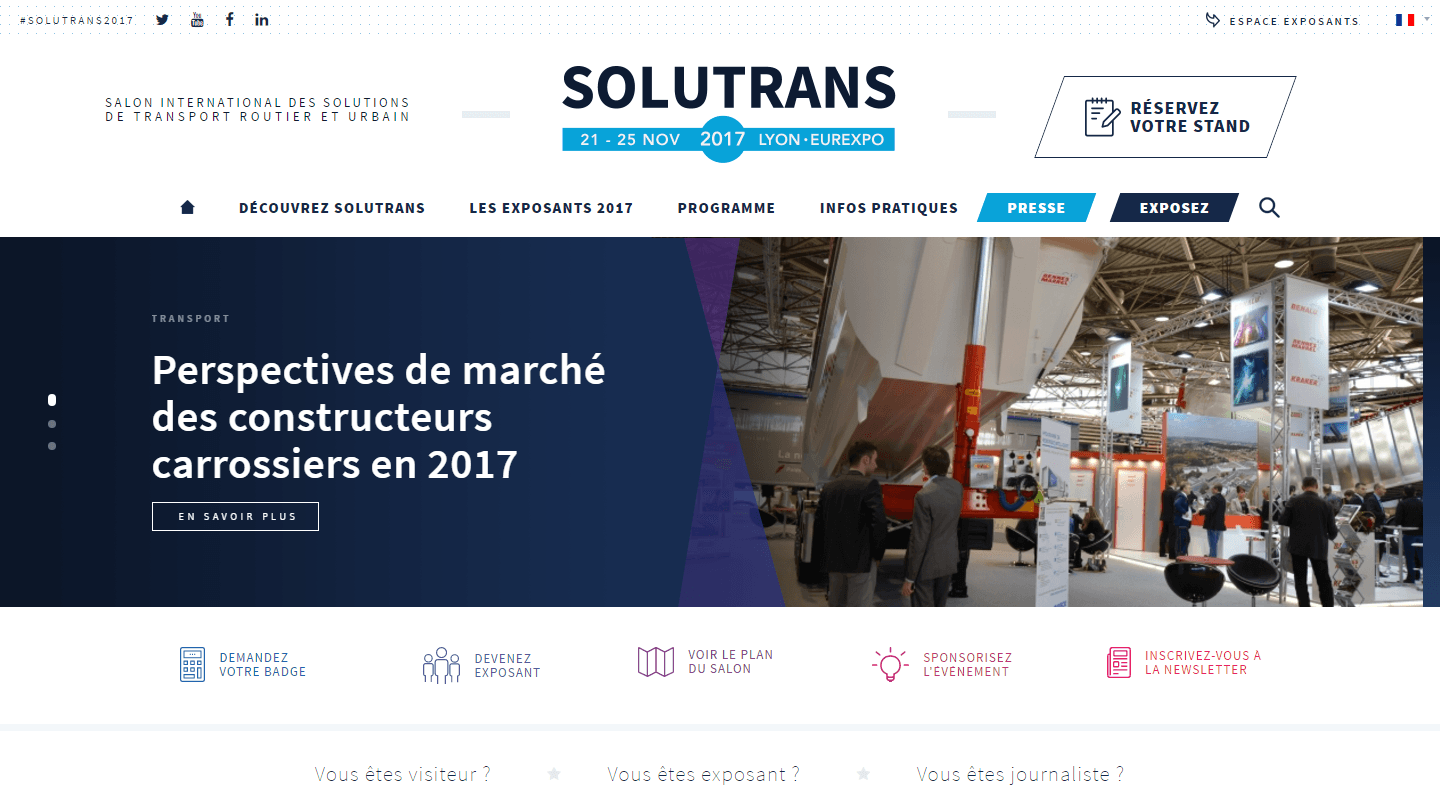 #SOLUTRANS2017
ESPACE EXPOSANTS
SALON INTERNATIONAL DES SOLUTIONS
DE TRANSPORT ROUTIER ET URBAIN
SOLUTRANS
21 - 25 NOV 2017 LYON·EUREXPO
RÉSERVEZ
VOTRE STAND
DÉCOUVREZ SOLUTRANS LES EXPOSANTS 2017 PROGRAMME INFOS PRATIQUES PRESSE EXPOSEZ
TRANSPORT
Perspectives de marché
des constructeurs
carrossiers en 2017
EN SAVOIR PLUS
DEMANDEZ
VOTRE BADGE
DEVENEZ
EXPOSANT
VOIR LE PLAN
DU SALON
SPONSORISEZ
L'ÉVÉNEMENT
INSCRIVEZ-VOUS À
LA NEWSLETTER
Vous êtes visiteur ? Vous êtes exposant ? Vous êtes journaliste ?